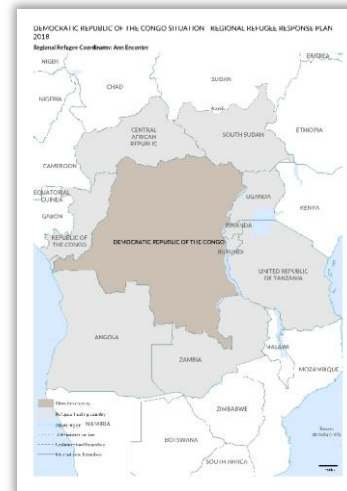 DEMOCRATIC REPUBLIC OF THE CONGO SITUATION REGIONAL REFUGEE RESPONSE PLAN
2018
Regional Refugee Coordinator: Ann Encontre
NIGER
ERITREA
CHAD
SUDAN
NIGERIA
CENTRAL
AFRICAN
REPUBLIC
SOUTH SUDAN
ETHIOPIA
CAMEROON
EQUATORIAL
GUINEA
UGANDA
KENYA
GABON
REPUBLIC OF
THE CONGO
RWANDA
DEMOCRATIC REPUBLIC OF THE CONGO
BURUNDI
UNITED REPUBLIC
OF TANZANIA
ANGOLA
MALAWI
ZAMBIA
MOZAMBIQUE
Refugee hosting country
ZIMBABWE
NAMIBIA
BOTSWANA
SOUTH AFRICA